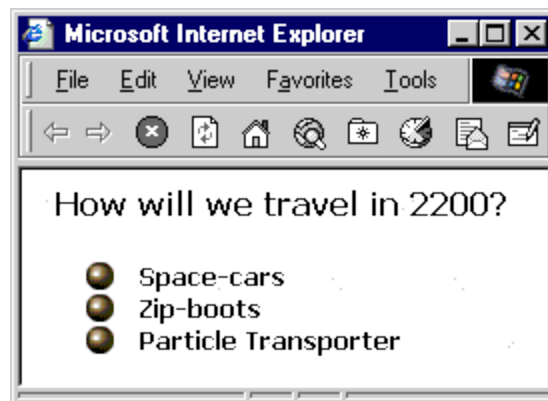 Microsoft Internet Explorer
File Edit View Favorites Tools
How will we travel in 2200?
Space-cars
Zip-boots
Particle Transporter